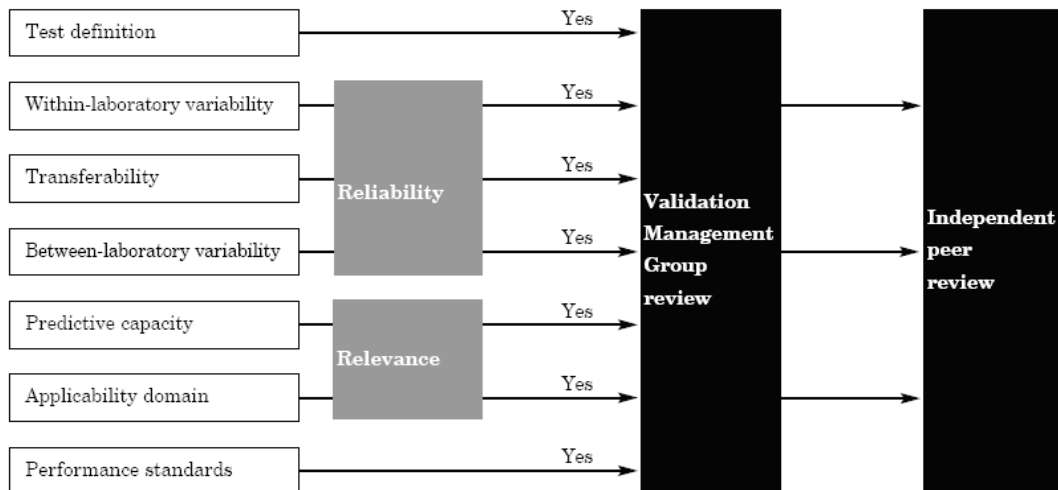 Test definition
Yes
Within-laboratory variability
Yes
Transferability
Yes
Reliability
Between-laboratory variability
Yes
Predictive capacity
Yes
Relevance
Applicability domain
Yes
Performance standards
Yes
Validation
Management
Group
review
Independent
peer
review